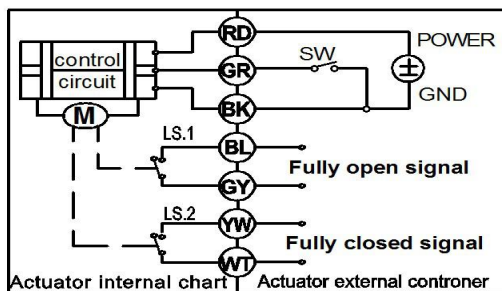 RD
POWER
control
circuit
GR
SW
GND
BK
M
LS.1
BL
Fully open signal
GY
LS.2
YW
Fully closed signal
WT
Actuator internal chart
Actuator external controner